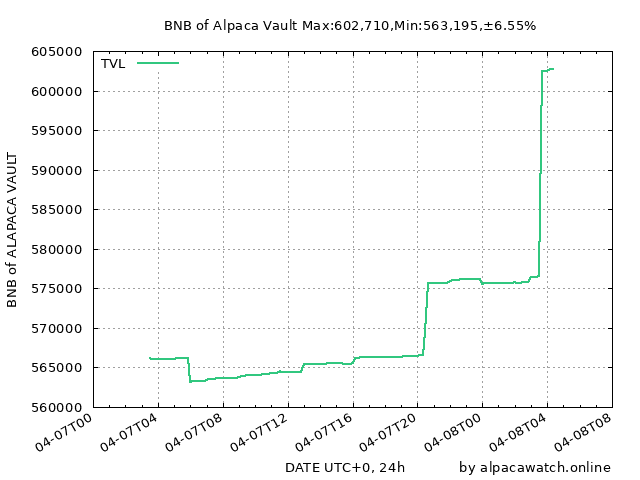 BNB of Alpaca Vault Max:602,710,Min:563,195,±6.55%
TVL
BNB of ALAPACA VAULT
605000
600000
595000
590000
585000
580000
575000
570000
565000
560000
04-07T00
04-07T04
04-07T08
04-07T12
04-07T16
04-07T20
04-08T00
04-08T04
04-08T08
DATE UTC+0, 24h
by alpacawatch.online